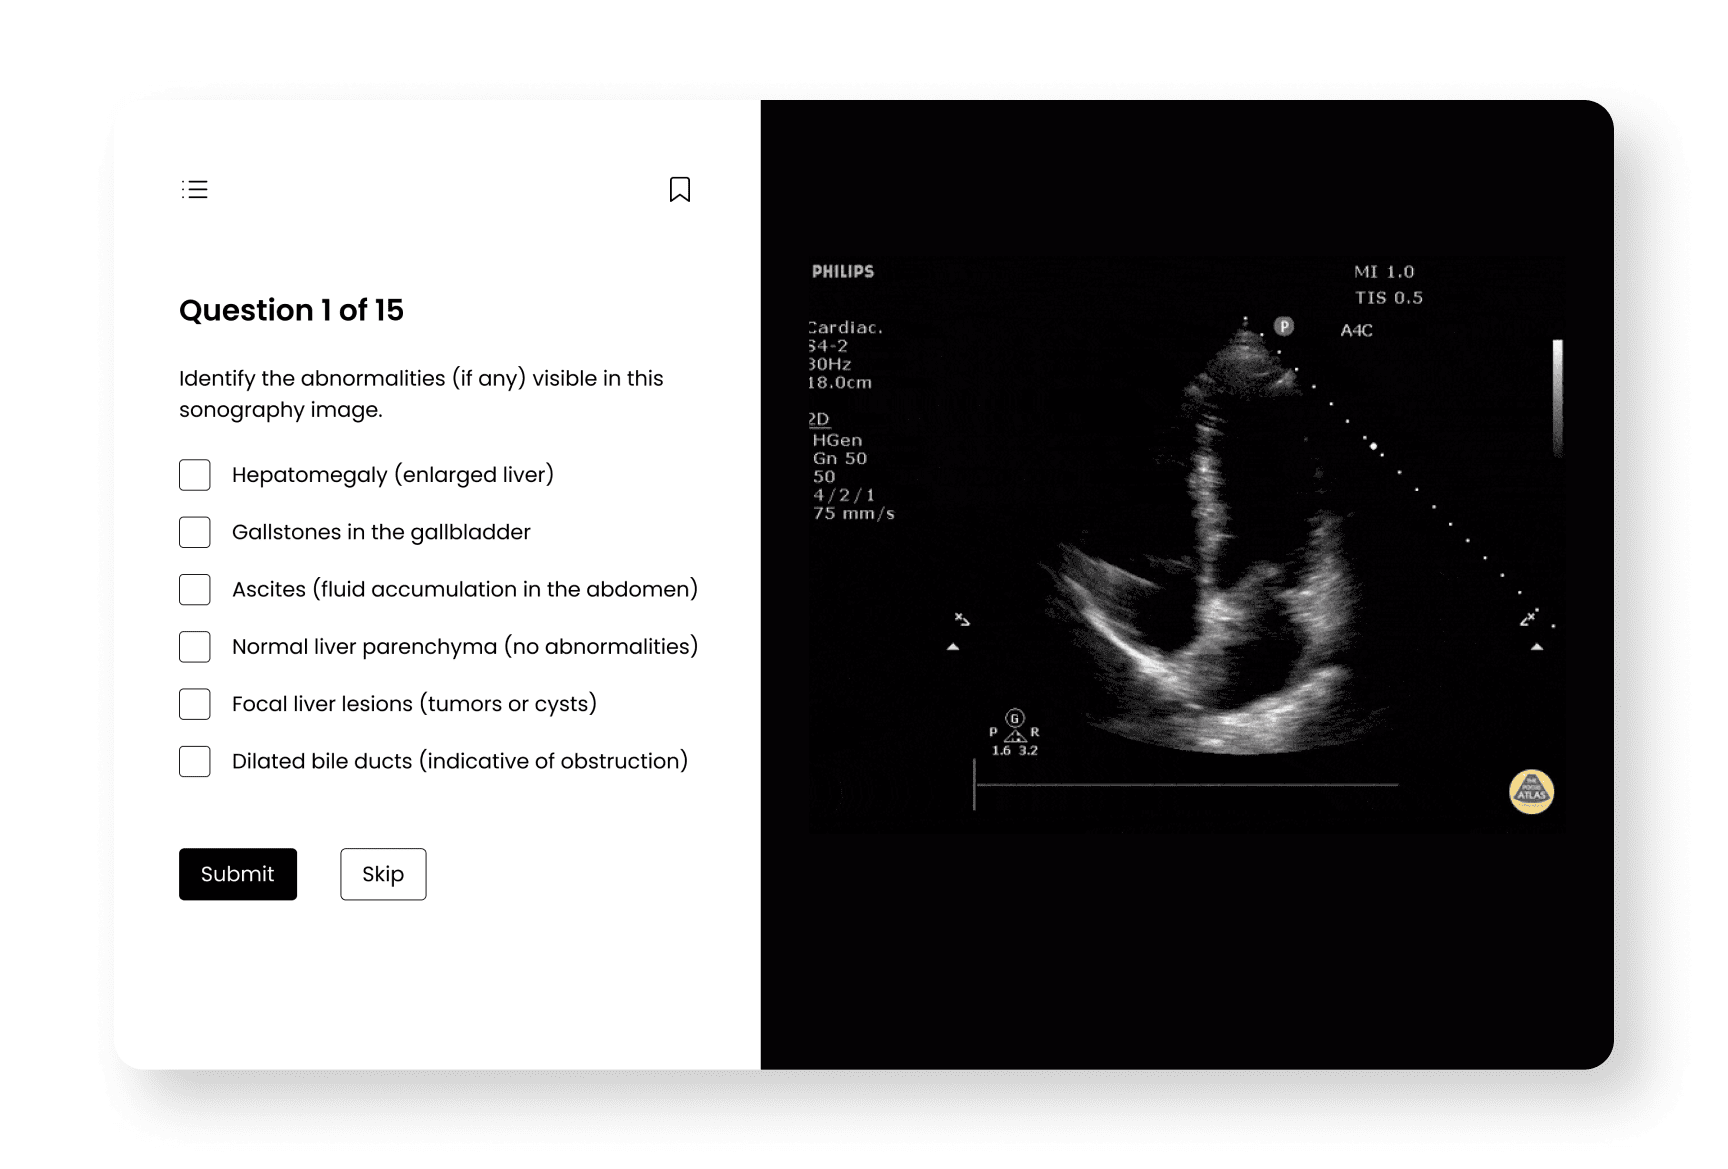 Question 1 of 15
Identify the abnormalities (if any) visible in this
sonography image.
Hepatomegaly (enlarged liver)
Gallstones in the gallbladder
Ascites (fluid accumulation in the abdomen)
Normal liver parenchyma (no abnormalities)
Focal liver lesions (tumors or cysts)
Dilated bile ducts (indicative of obstruction)
Submit
Skip
PHILIPS
MI 1.0
TIS 0.5
Cardiac.
S4-2
30Hz
18.0cm
P
A4C
2D
HGen
Gn 50
50
4/2/1
75 mm/s
G
P R
1.6 3.2
THE
POCUS
ATLAS